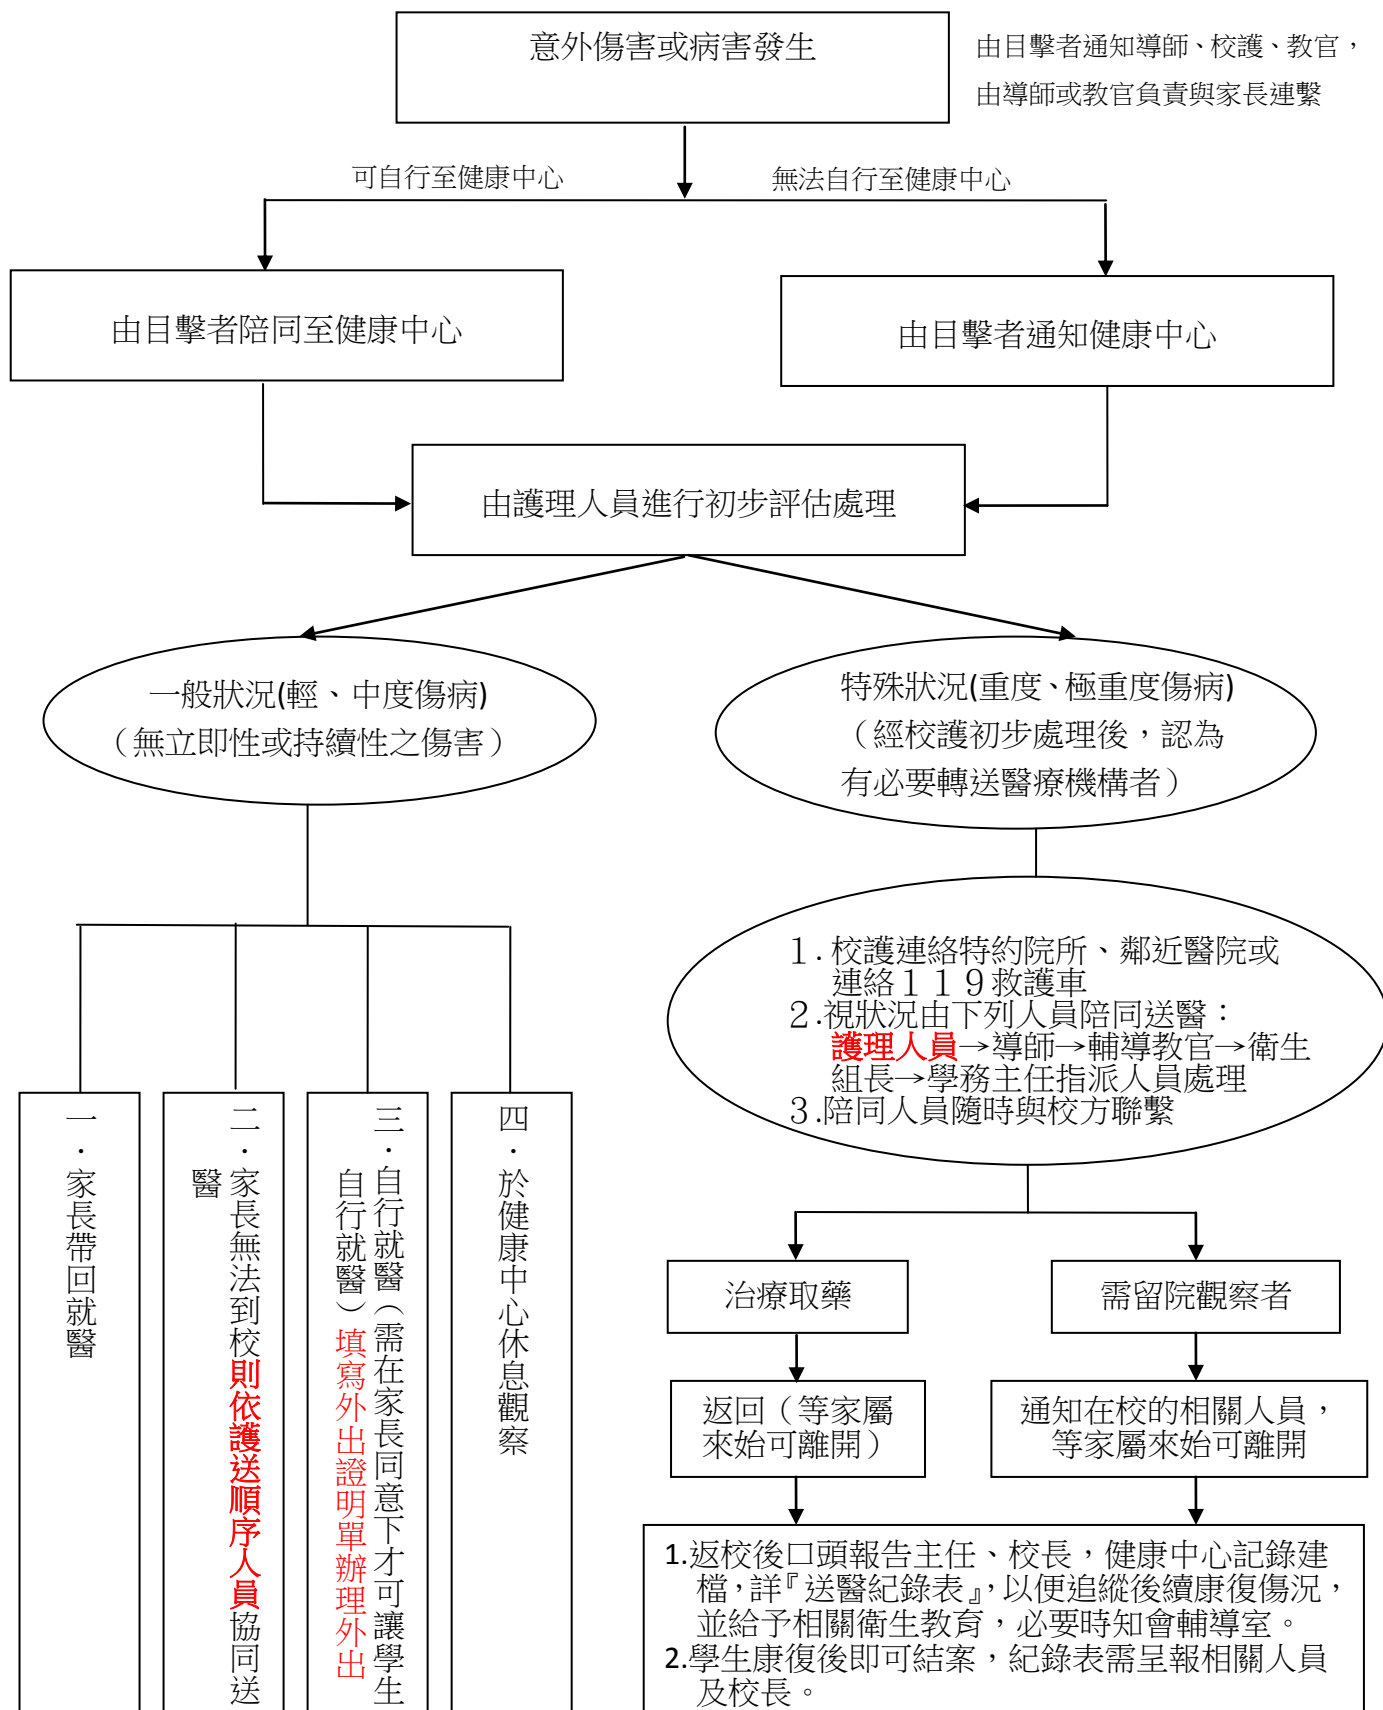 意外傷害或病害發生
由目擊者通知導師、校護、教官，
由導師或教官負責與家長連繫
可自行至健康中心
無法自行至健康中心
由目擊者陪同至健康中心
由目擊者通知健康中心
由護理人員進行初步評估處理
一般狀況(輕、中度傷病)
（無立即性或持續性之傷害）
特殊狀況(重度、極重度傷病)
（經校護初步處理後，認為
有必要轉送醫療機構者）
１.校護連絡特約院所、鄰近醫院或
連絡１１９救護車
２.視狀況由下列人員陪同送醫：
護理人員→導師→輔導教官→衛生
組長→學務主任指派人員處理
３.陪同人員隨時與校方聯繫
一．家長帶回就醫
二．家長無法到校則依護送順序人員協同送
醫
三．自行就醫（需在家長同意下才可讓學生
自行就醫）填寫外出證明單辦理外出
四．於健康中心休息觀察
治療取藥
需留院觀察者
返回（等家屬
來始可離開）
通知在校的相關人員，
等家屬來始可離開
1.返校後口頭報告主任、校長，健康中心記錄建
檔，詳『送醫紀錄表』，以便追縱後續康復傷況，
並給予相關衛生教育，必要時知會輔導室。
2.學生康復後即可結案，紀錄表需呈報相關人員
及校長。